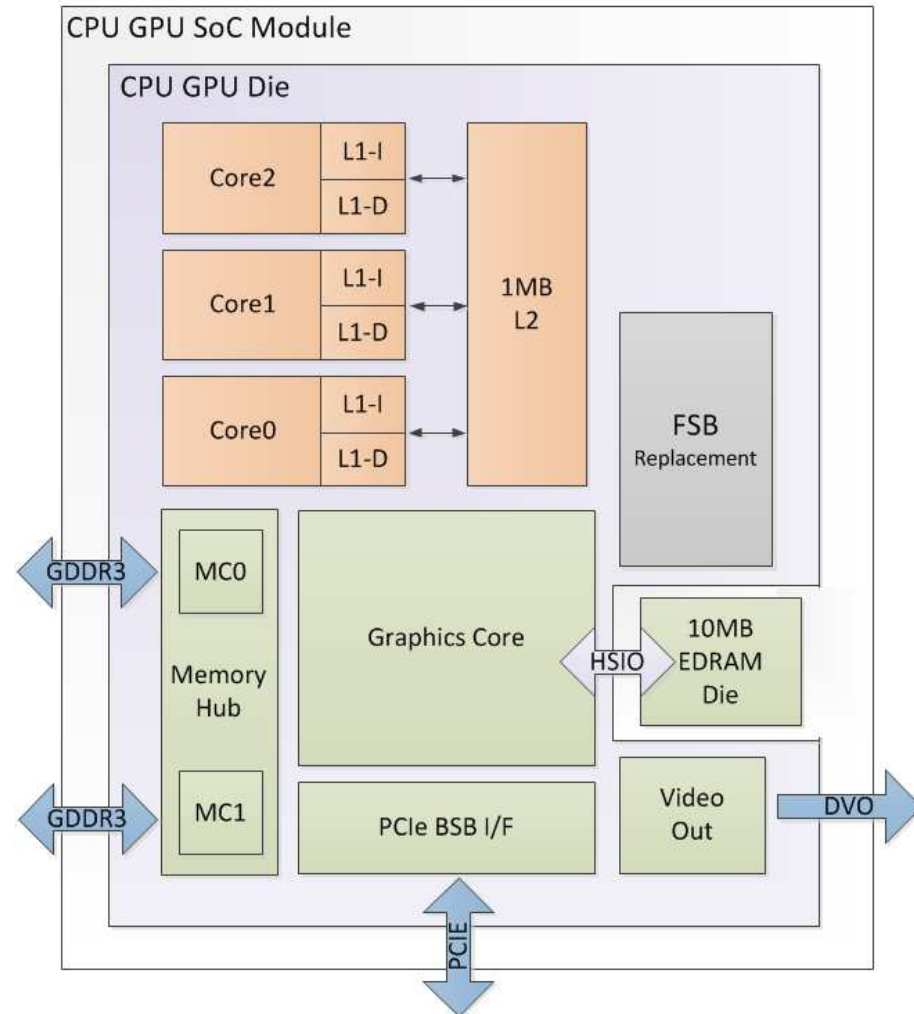 CPU GPU SoC Module
CPU GPU Die
Core2
L1-I
L1-D
Core1
L1-I
L1-D
Core0
L1-I
L1-D
1MB
L2
FSB
Replacement
GDDR3
MC0
Memory
Hub
GDDR3
MC1
Graphics Core
HSIO
10MB
EDRAM
Die
PCIe BSB I/F
Video
Out
DVO
PCIE